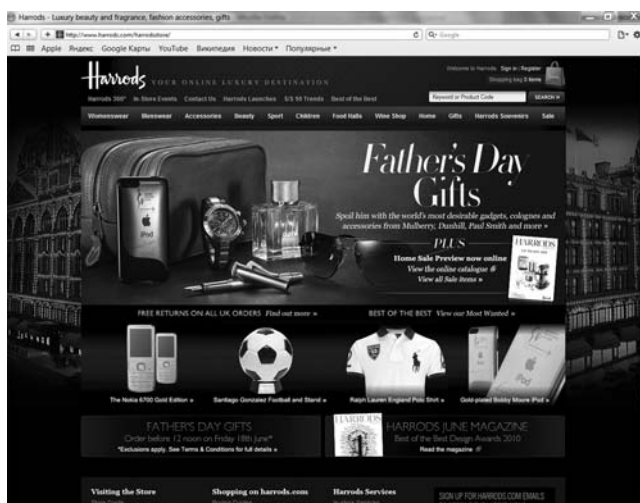 Harrods - Luxury beauty and fragrance, fashion accessories, gifts
http://www.harrods.com/harrodsstore/
Google
Apple Яндекс Google Карты YouTube Википедия Новости Популярные
Harrods YOUR ONLINE LUXURY DESTINATION
Welcome to Harrods Sign in | Register
Shopping bag 0 items
Harrods 360° In-Store Events Contact Us Harrods Launches S/S 10 Trends Best of the Best
Keyword or Product Code SEARCH »
Womenswear Menswear Accessories Beauty Sport Children Food Halls Wine Shop Home Gifts Harrods Souvenirs Sale
Father's Day
Gifts
Spoil him with the world's most desirable gadgets, colognes and
accessories from Mulberry, Dunhill, Paul Smith and more »
PLUS
Home Sale Preview now online
View the online catalogue
View all Sale items »
HARRODS
iPod
FREE RETURNS ON ALL UK ORDERS Find out more »
BEST OF THE BEST View our Most Wanted »
The Nokia 6700 Gold Edition »
Santiago Gonzalez Football and Stand »
Ralph Lauren England Polo Shirt »
Gold-plated Bobby Moore iPod »
FATHER'S DAY GIFTS
Order before 12 noon on Friday 18th June*
*Exclusions apply. See Terms & Conditions for full details »
HARRODS
HARRODS JUNE MAGAZINE
Best of the Best Design Awards 2010
Read the magazine
Visiting the Store
Shopping on harrods.com
Harrods Services
SIGN UP FOR HARRODS.COM EMAILS